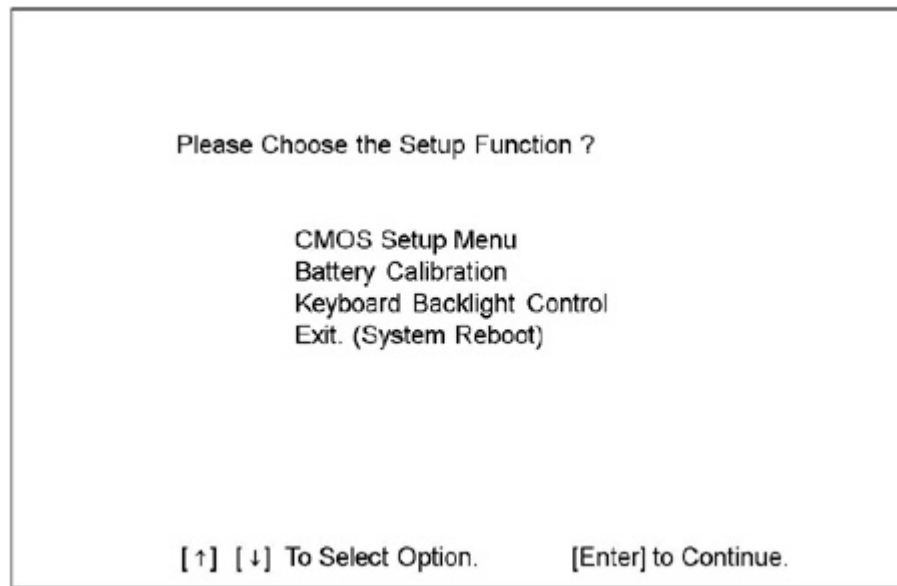 Please Choose the Setup Function ?
CMOS Setup Menu
Battery Calibration
Keyboard Backlight Control
Exit. (System Reboot)
[↑] [↓] To Select Option. [Enter] to Continue.